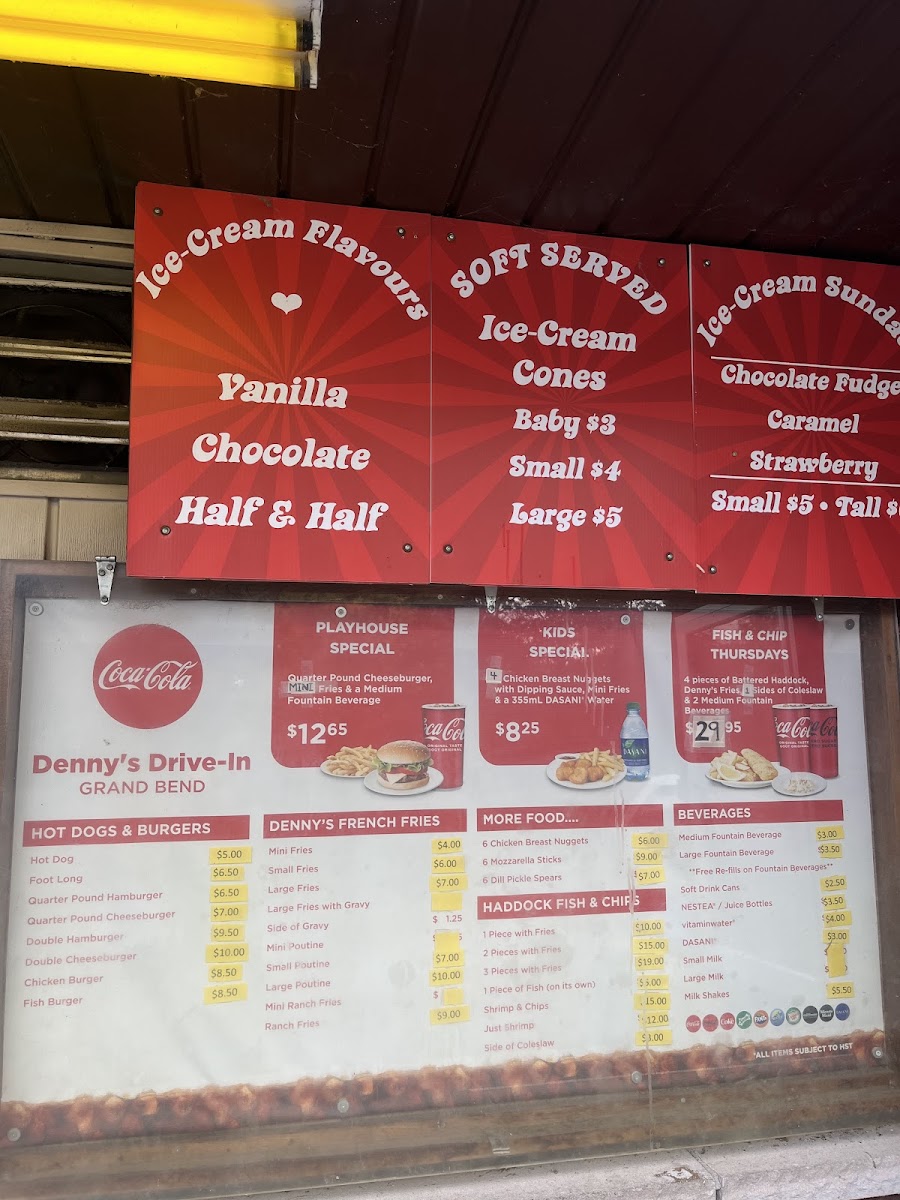 Ice-Cream Flavours
Vanilla
Chocolate
Half & Half
SOFT SERVED
Ice-Cream
Cones
Baby $3
Small $4
Large $5
Ice-Cream Sunda
Chocolate Fudge
Caramel
Strawberry
Small $5 • Tall $
Coca-Cola
Denny's Drive-In
GRAND BEND
PLAYHOUSE
SPECIAL
Quarter Pound Cheeseburger,
MINI Fries & a Medium
Fountain Beverage
$12 65
KIDS
SPECIAL
4 Chicken Breast Nuggets
with Dipping Sauce, Mini Fries
& a 355mL DASANI® Water
$8 25
DASANI
FISH & CHIP
THURSDAYS
4 pieces of Battered Haddock,
Denny's Fries, 1 Sides of Coleslaw
& 2 Medium Fountain
Beverages
$29 95
HOT DOGS & BURGERS
Hot Dog $5.00
Foot Long $6.50
Quarter Pound Hamburger $6.50
Quarter Pound Cheeseburger $7.00
Double Hamburger $9.50
Double Cheeseburger $10.00
Chicken Burger $8.50
Fish Burger $8.50
DENNY'S FRENCH FRIES
Mini Fries $4.00
Small Fries $6.00
Large Fries $7.00
Large Fries with Gravy
Side of Gravy $ 1.25
Mini Poutine
Small Poutine $7.00
Large Poutine $10.00
Mini Ranch Fries $
Ranch Fries $9.00
MORE FOOD....
6 Chicken Breast Nuggets $6.00
6 Mozzarella Sticks $9.00
6 Dill Pickle Spears $7.00
HADDOCK FISH & CHIPS
1 Piece with Fries $10.00
2 Pieces with Fries $15.00
3 Pieces with Fries $19.00
1 Piece of Fish (on its own) $6.00
Shrimp & Chips 15.00
Just Shrimp 12.00
Side of Coleslaw $3.00
BEVERAGES
Medium Fountain Beverage $3.00
Large Fountain Beverage $3.50
**Free Re-fills on Fountain Beverages**
Soft Drink Cans $2.50
NESTEA® / Juice Bottles $3.50
vitaminwater® $4.00
DASANI® $3.00
Small Milk
Large Milk
Milk Shakes $5.50
*ALL ITEMS SUBJECT TO HST